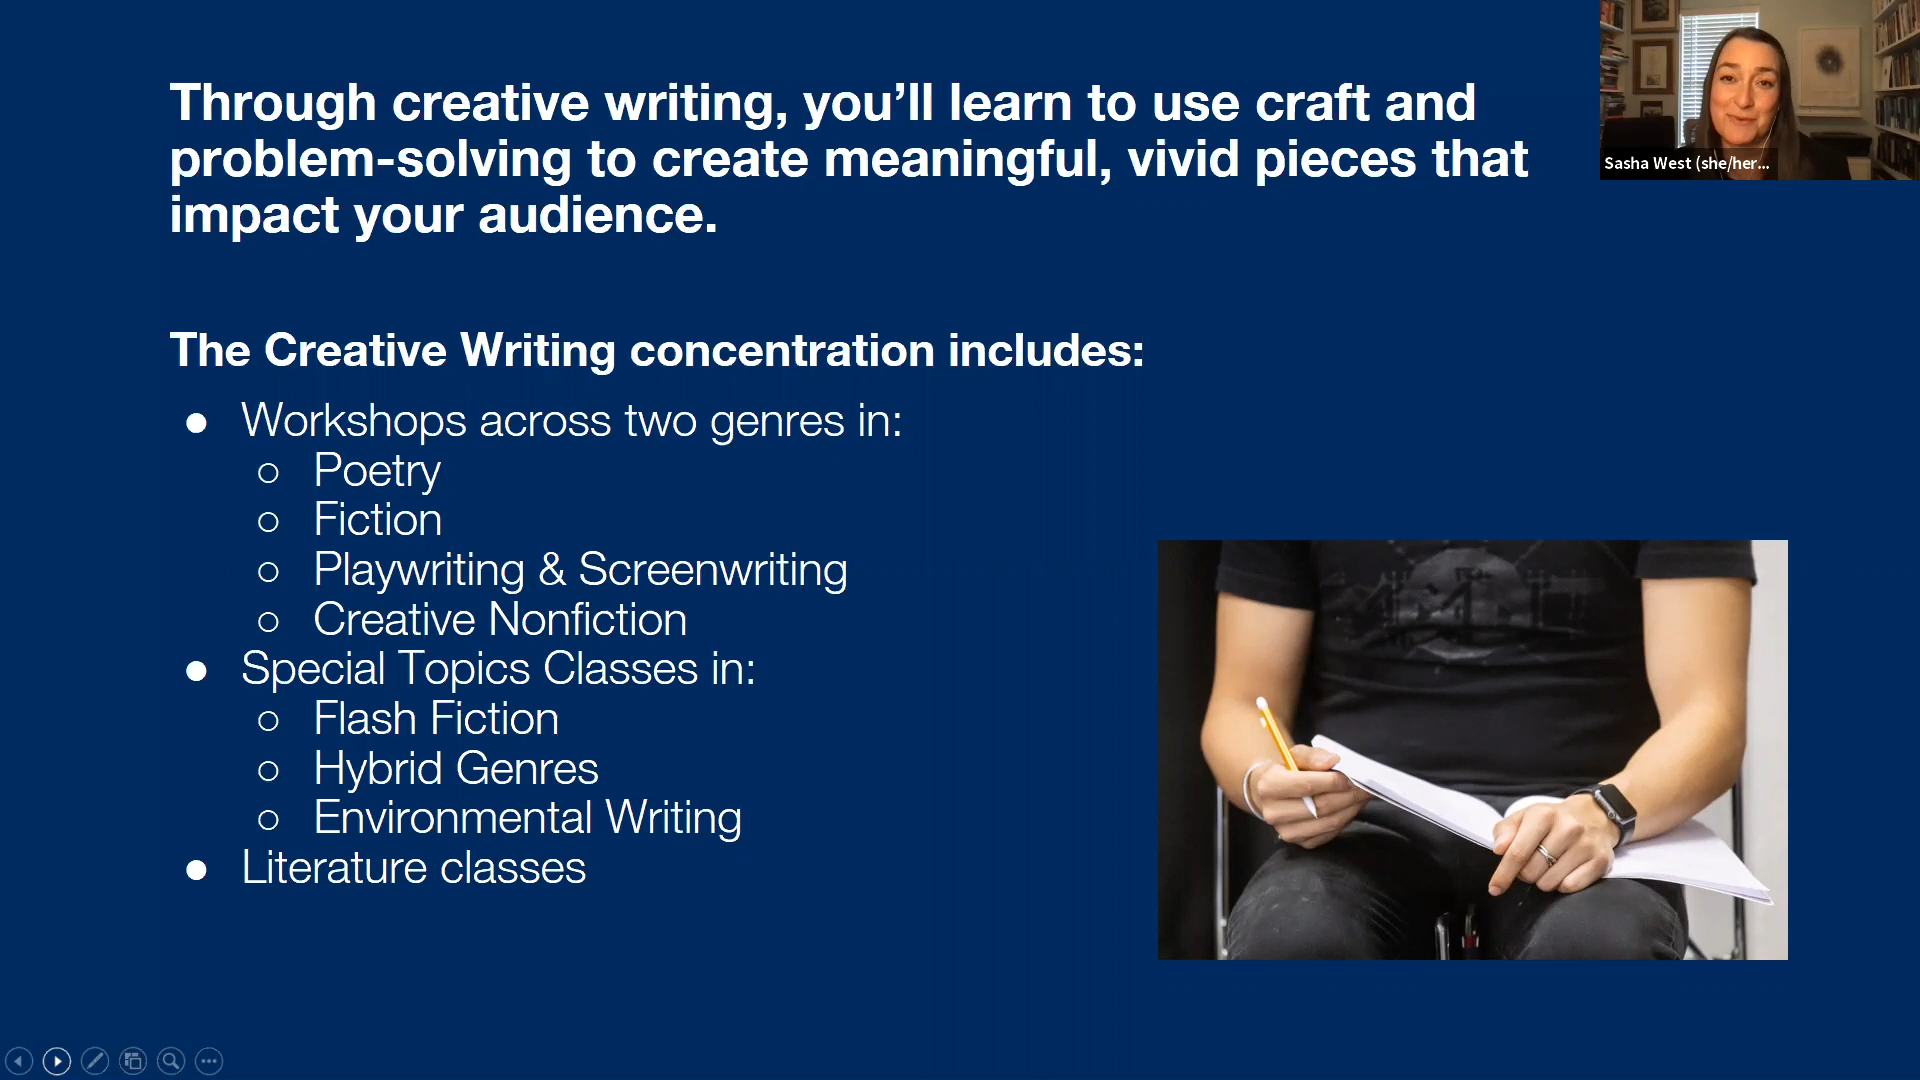 Through creative writing, you’ll learn to use craft and
problem-solving to create meaningful, vivid pieces that
impact your audience.
Sasha West (she/her...
The Creative Writing concentration includes:
● Workshops across two genres in:
○ Poetry
○ Fiction
○ Playwriting & Screenwriting
○ Creative Nonfiction
● Special Topics Classes in:
○ Flash Fiction
○ Hybrid Genres
○ Environmental Writing
● Literature classes